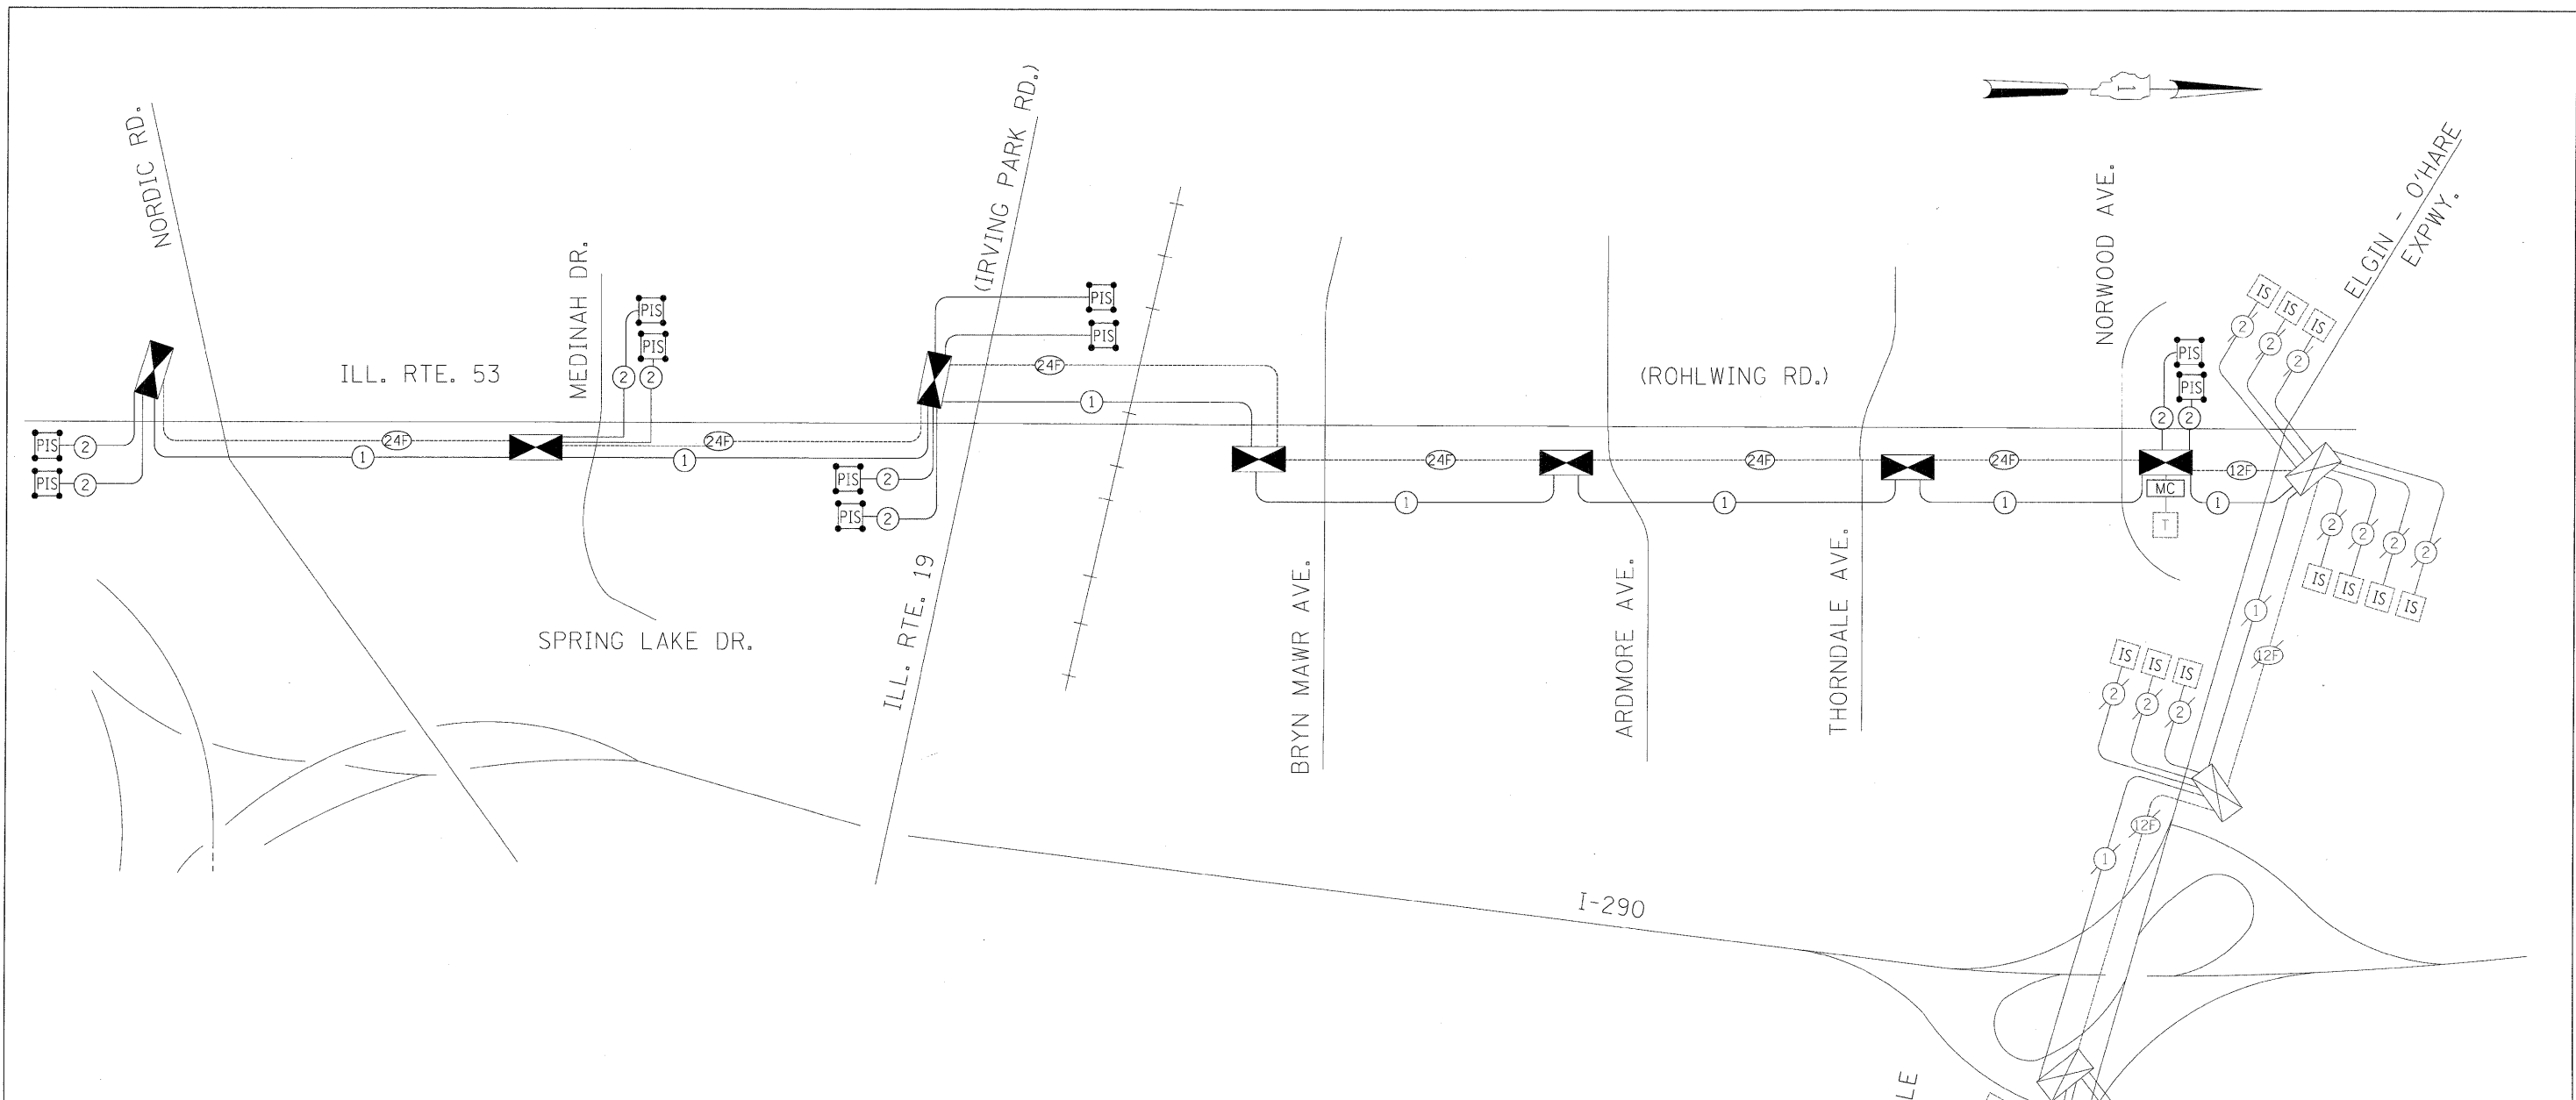 NORDIC RD.
ILL. RTE. 53
MEDINAH DR.
SPRING LAKE DR.
(IRVING PARK RD.)
ILL. RTE. 19
BRYN MAWR AVE.
ARDMORE AVE.
(ROHLWING RD.)
THORNDALE AVE.
NORWOOD AVE.
ELGIN - O'HARE
EXPWY.
I-290
PIS 2
PIS 2
24F
1
PIS
PIS
2 2
24F
1
PIS
PIS
PIS 2
PIS 2
24F
1
24F
1
24F
1
24F
1
PIS
PIS
2 2
MC
T
12F
1
IS IS IS
2 2 2
2 2 2 2
IS IS IS IS
1
12F
IS IS IS
2 2 2
12F
1
LE